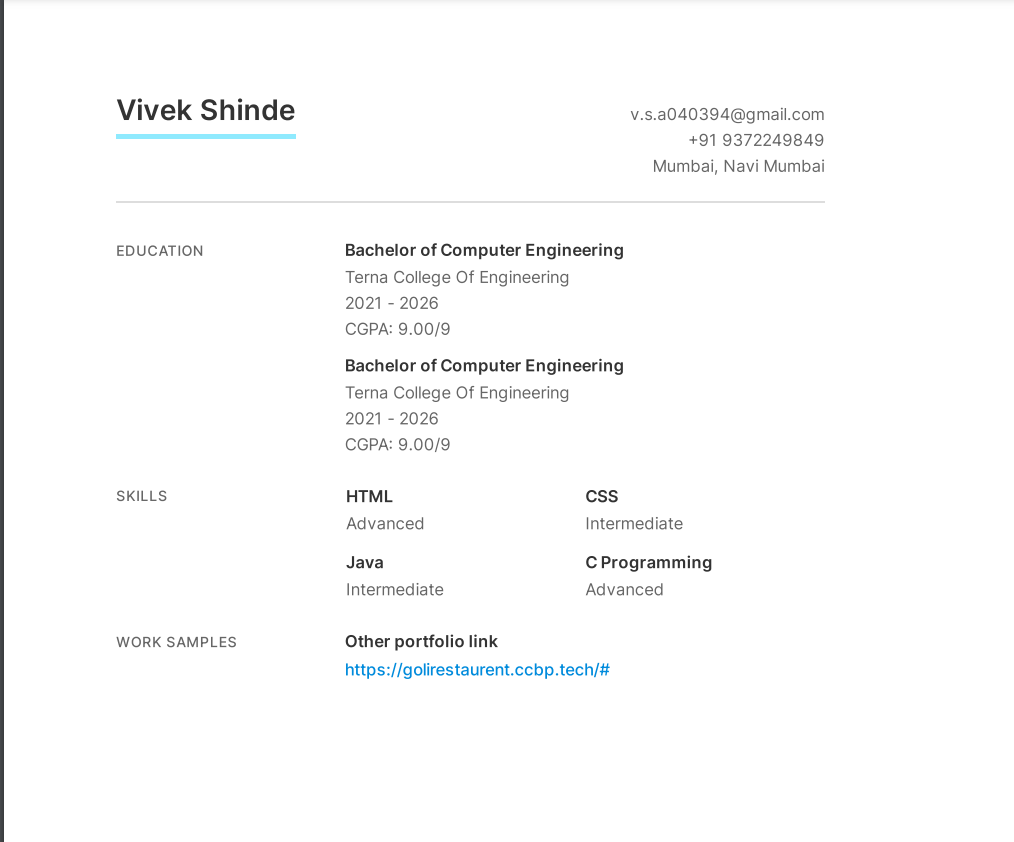 Vivek Shinde
v.s.a040394@gmail.com
+91 9372249849
Mumbai, Navi Mumbai
EDUCATION
Bachelor of Computer Engineering
Terna College Of Engineering
2021 - 2026
CGPA: 9.00/9
Bachelor of Computer Engineering
Terna College Of Engineering
2021 - 2026
CGPA: 9.00/9
SKILLS
HTML
Advanced
CSS
Intermediate
Java
Intermediate
C Programming
Advanced
WORK SAMPLES
Other portfolio link
https://golirestaurent.ccbp.tech/#